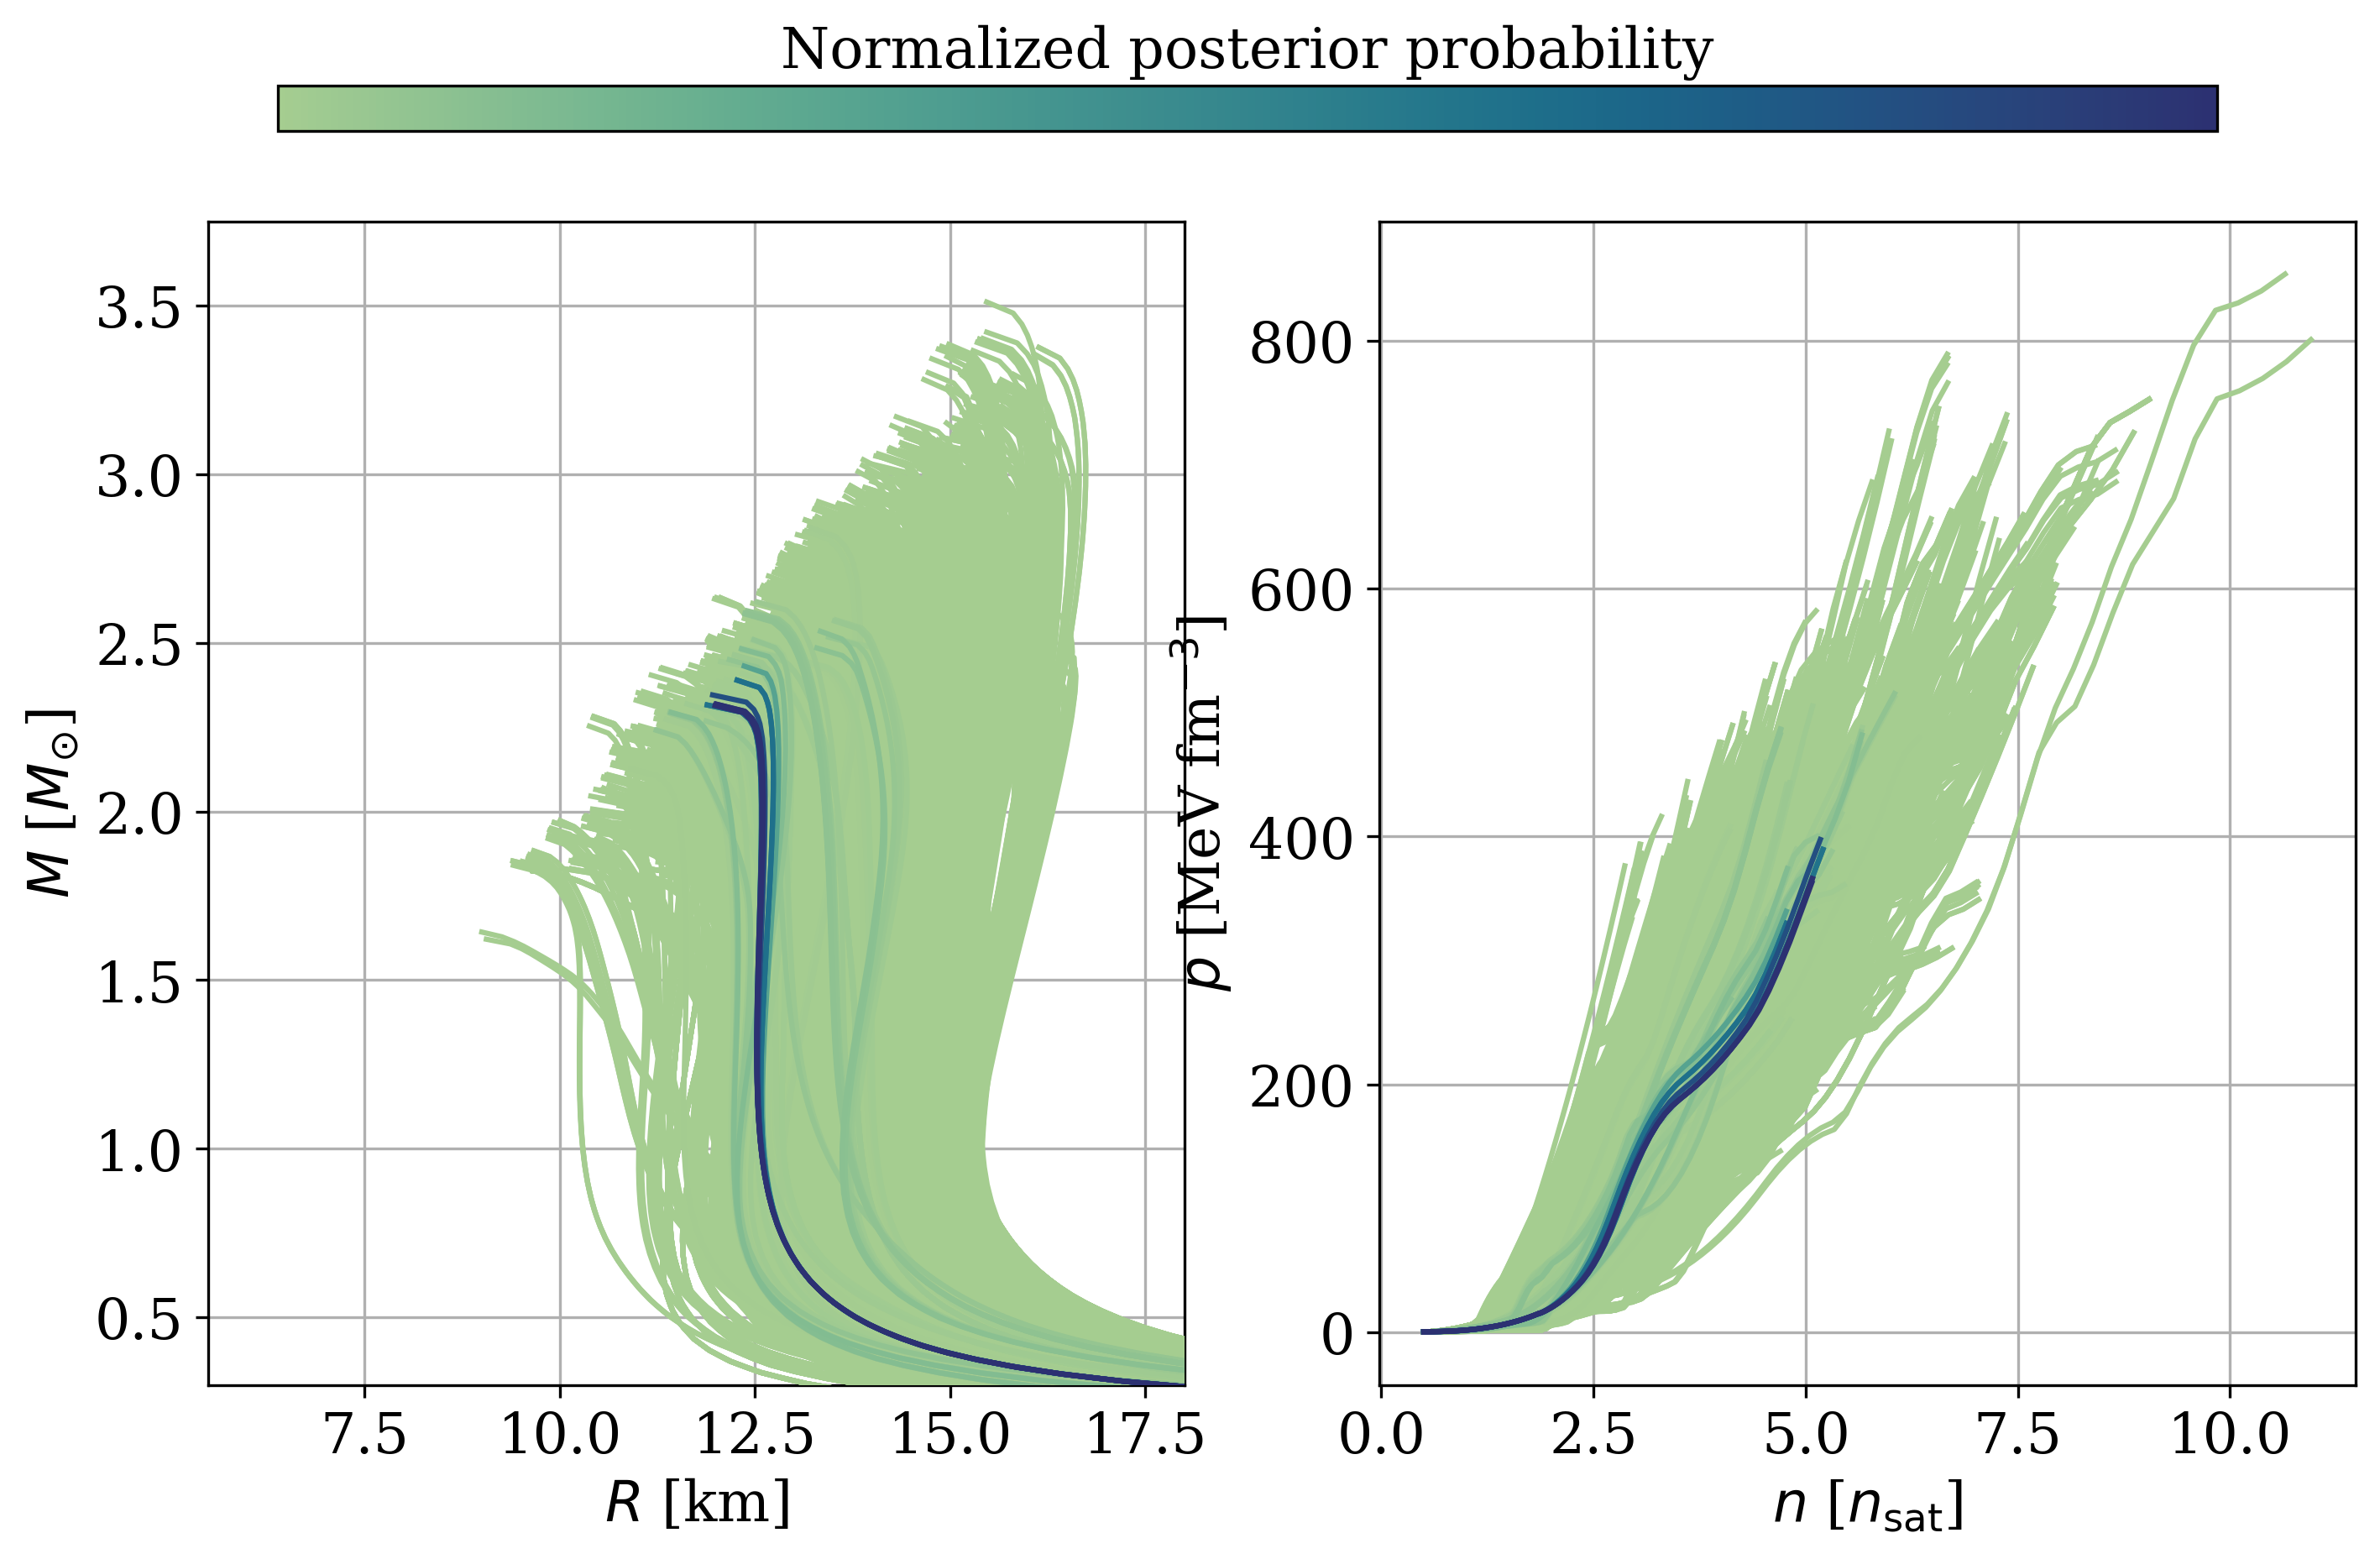 Normalized posterior probability
3.5
3.0
2.5
2.0
1.5
1.0
0.5
M [M⊙]
7.5 10.0 12.5 15.0 17.5
R [km]
800
600
400
200
0
p [MeV fm⁻³]
0.0 2.5 5.0 7.5 10.0
n [n_sat]